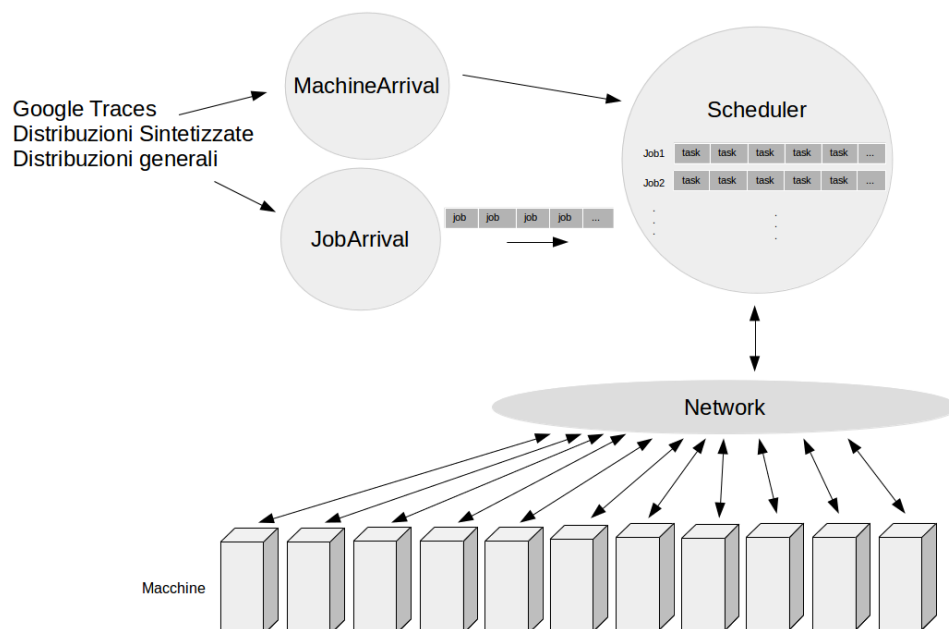 MachineArrival
Google Traces
Distribuzioni Sintetizzate
Distribuzioni generali
JobArrival
job job job job ...
Scheduler
Job1 task task task task task ...
Job2 task task task task task ...
Network
Macchine